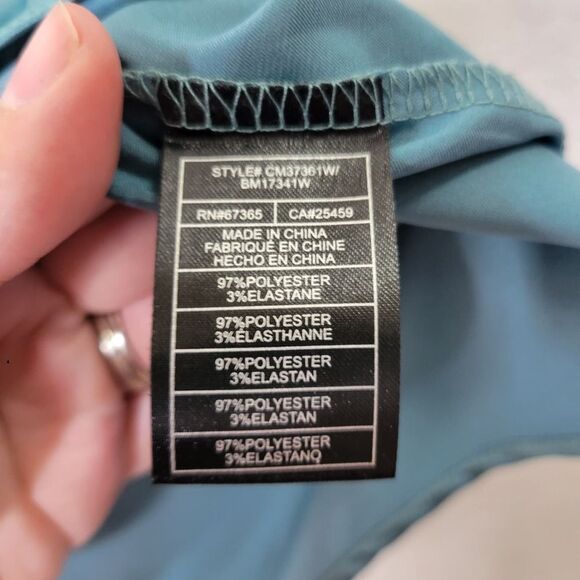 STYLE# CM37361W/
BM17341W
RN#67365 CA#25459
MADE IN CHINA
FABRIQUÉ EN CHINE
HECHO EN CHINA
97%POLYESTER
3%ELASTANE
97%POLYESTER
3%ELASTHANNE
97%POLYESTER
3%ELASTAN
97%POLYESTER
3%ELASTAN
97%POLYESTER
3%ELASTANO